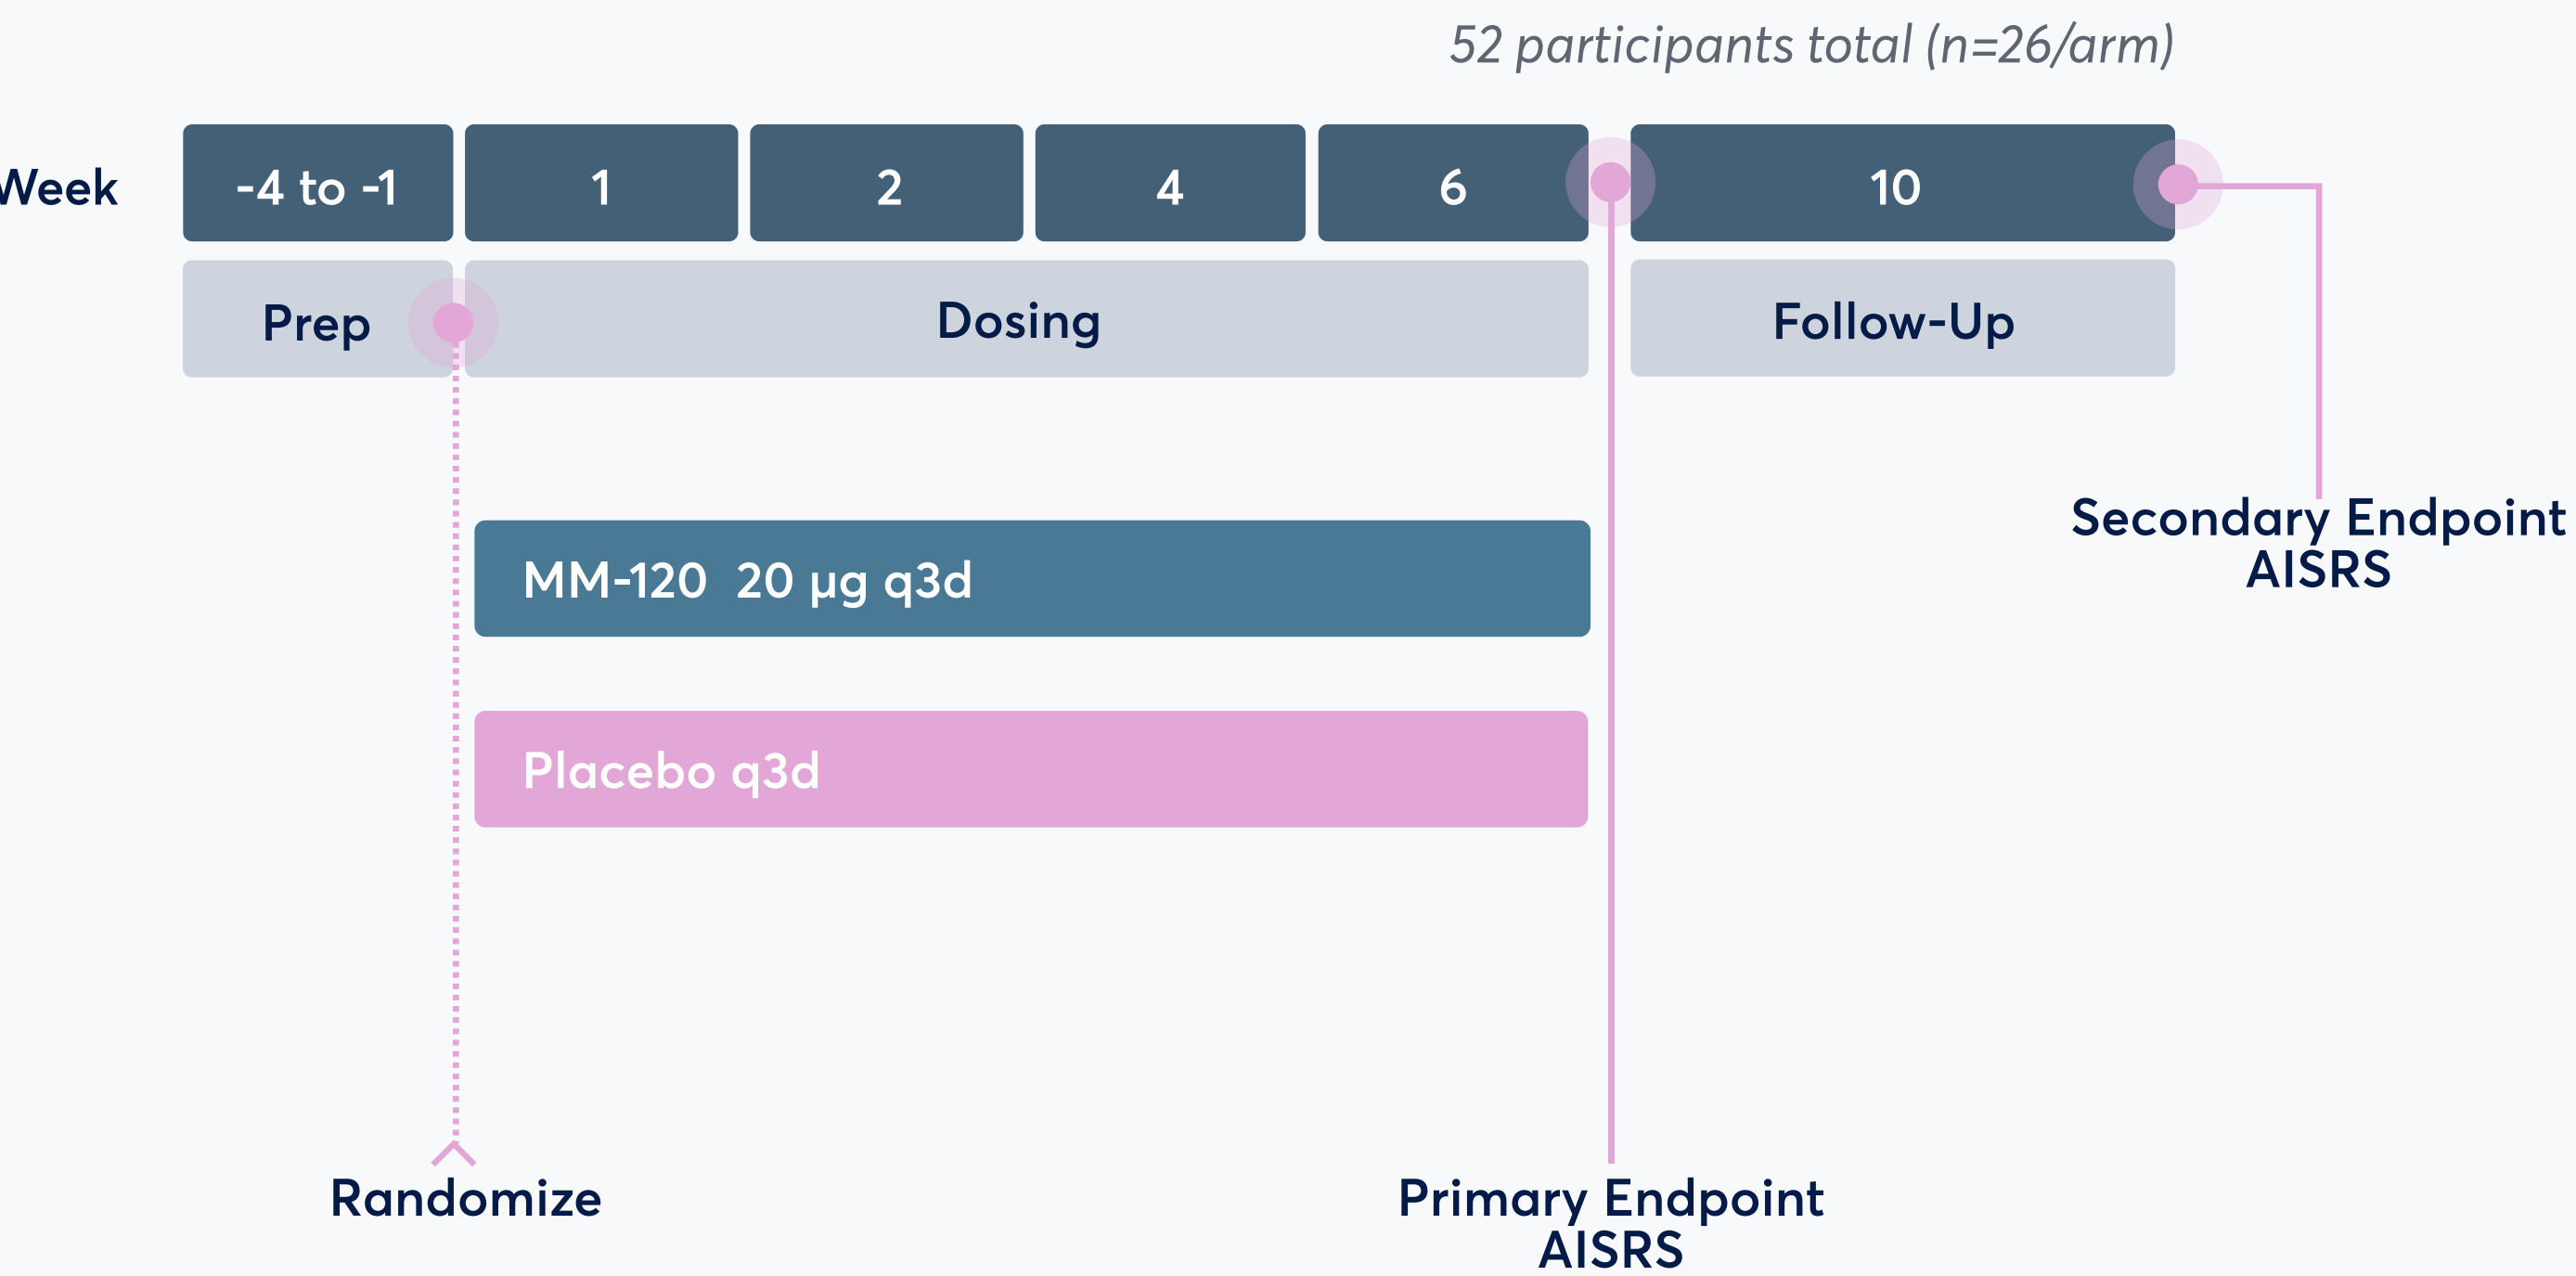 52 participants total (n=26/arm)
Week -4 to -1 1 2 4 6 10
Prep Dosing Follow-Up
Secondary Endpoint
AISRS
MM-120 20 µg q3d
Placebo q3d
Randomize
Primary Endpoint
AISRS